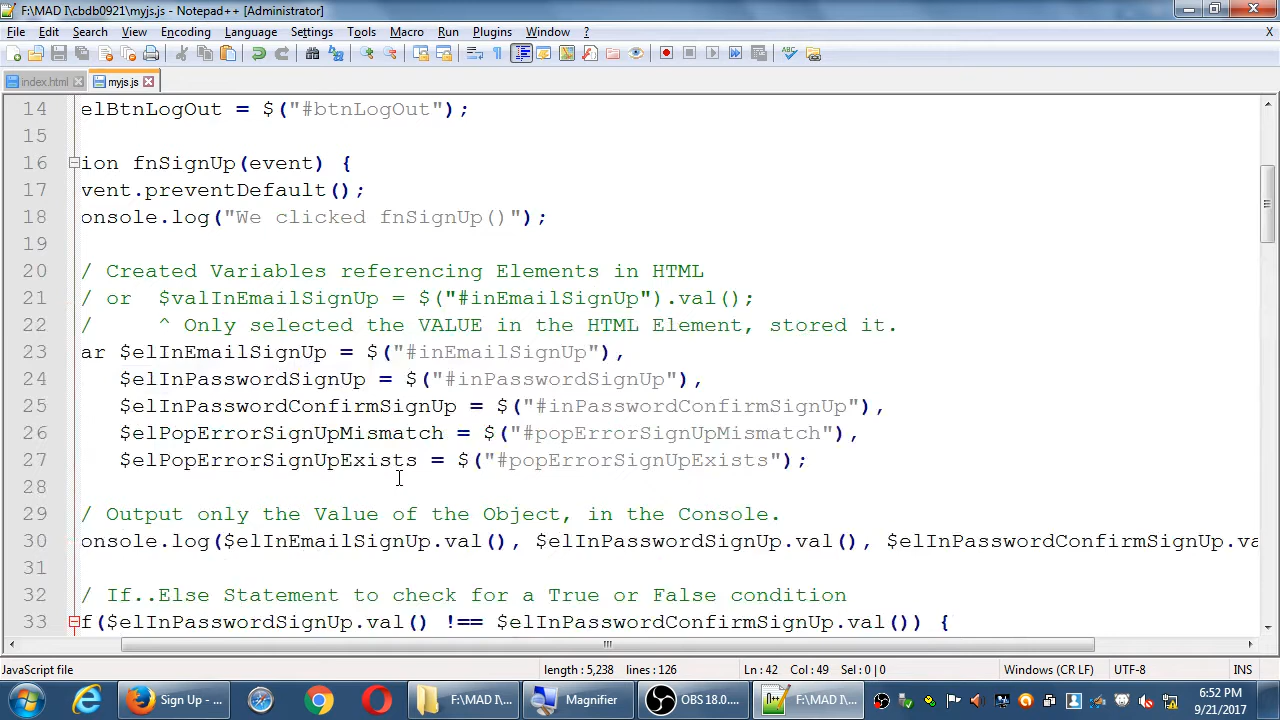 F:\MAD I\cbdb0921\myjs.js - Notepad++ [Administrator]
File Edit Search View Encoding Language Settings Tools Macro Run Plugins Window ? X
index.html myjs.js
14 elBtnLogOut = $("#btnLogOut");
15
16 ion fnSignUp(event) {
17 vent.preventDefault();
18 onsole.log("We clicked fnSignUp()");
19
20 / Created Variables referencing Elements in HTML
21 / or $valInEmailSignUp = $("#inEmailSignUp").val();
22 / ^ Only selected the VALUE in the HTML Element, stored it.
23 ar $elInEmailSignUp = $("#inEmailSignUp"),
24 $elInPasswordSignUp = $("#inPasswordSignUp"),
25 $elInPasswordConfirmSignUp = $("#inPasswordConfirmSignUp"),
26 $elPopErrorSignUpMismatch = $("#popErrorSignUpMismatch"),
27 $elPopErrorSignUpExists = $("#popErrorSignUpExists");
28
29 / Output only the Value of the Object, in the Console.
30 onsole.log($elInEmailSignUp.val(), $elInPasswordSignUp.val(), $elInPasswordConfirmSignUp.va
31
32 / If..Else Statement to check for a True or False condition
33 f($elInPasswordSignUp.val() !== $elInPasswordConfirmSignUp.val()) {
JavaScript file length : 5,238 lines : 126 Ln : 42 Col : 49 Sel : 0 | 0 Windows (CR LF) UTF-8 INS
Sign Up - ... F:\MAD I\... Magnifier OBS 18.0.... F:\MAD I\... 6:52 PM
9/21/2017